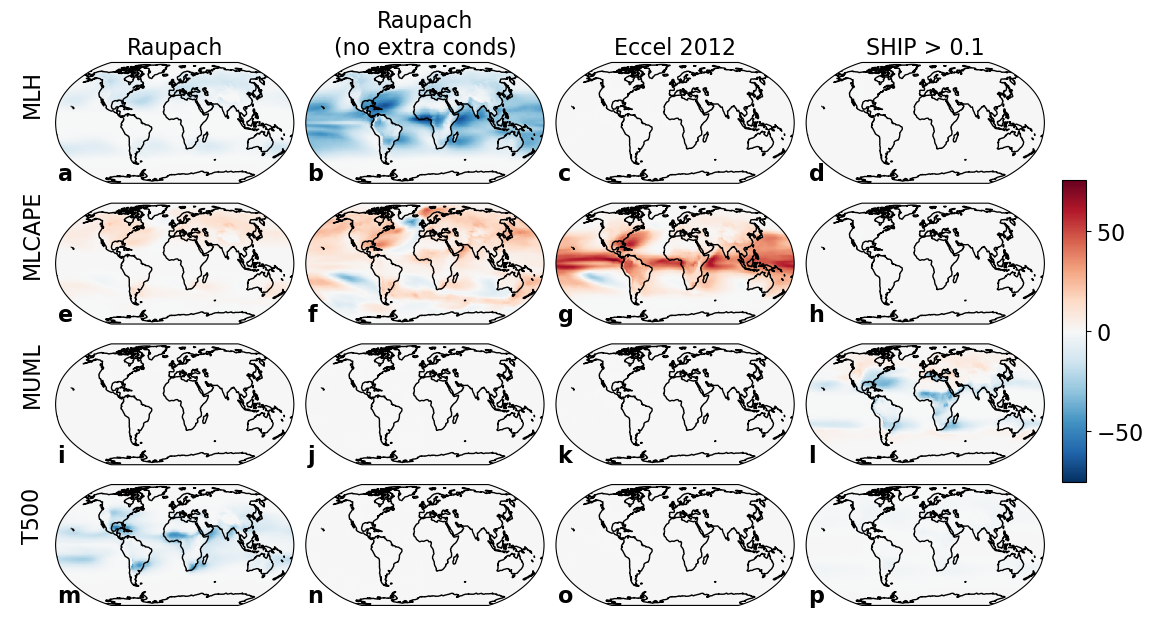 Raupach
Raupach
(no extra conds)
Eccel 2012
SHIP > 0.1
MLH
a
b
c
d
MLCAPE
e
f
g
h
MUML
i
j
k
l
T500
m
n
o
p
50
0
−50